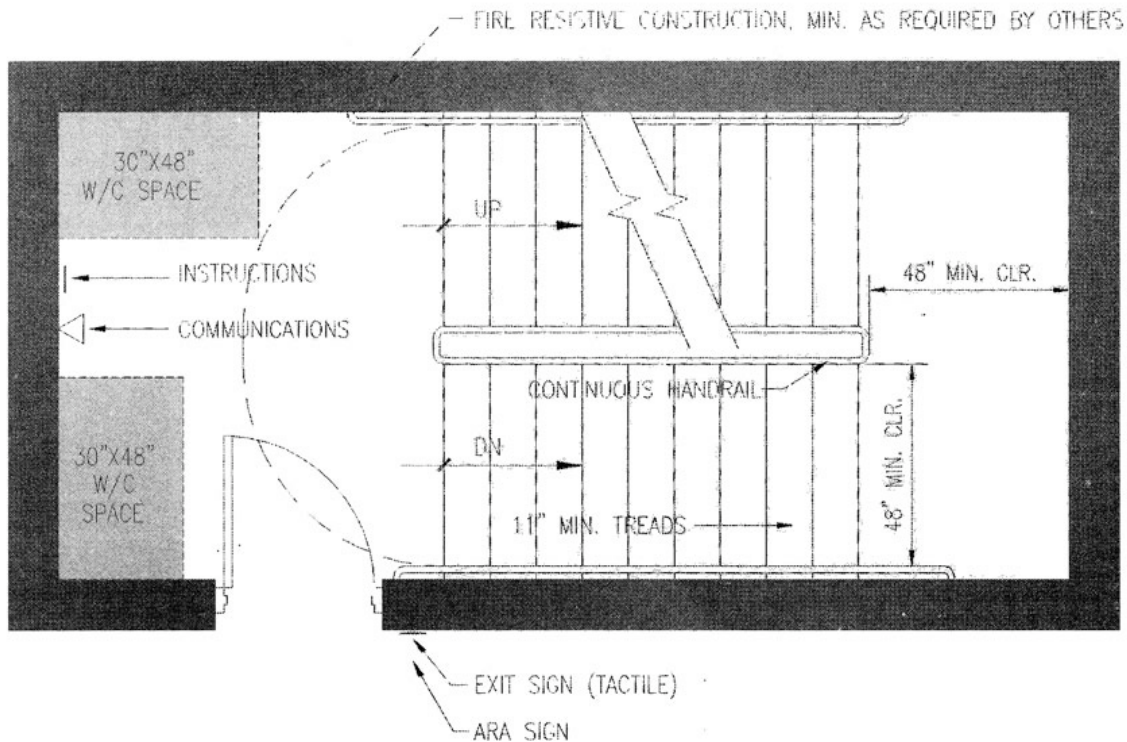 FIRE RESISTIVE CONSTRUCTION, MIN. AS REQUIRED BY OTHERS
30"X48"
W/C SPACE
UP
INSTRUCTIONS
48" MIN. CLR.
COMMUNICATIONS
CONTINUOUS HANDRAIL
30"X48"
W/C
SPACE
DN
48" MIN. CLR.
11" MIN. TREADS
EXIT SIGN (TACTILE)
ARA SIGN